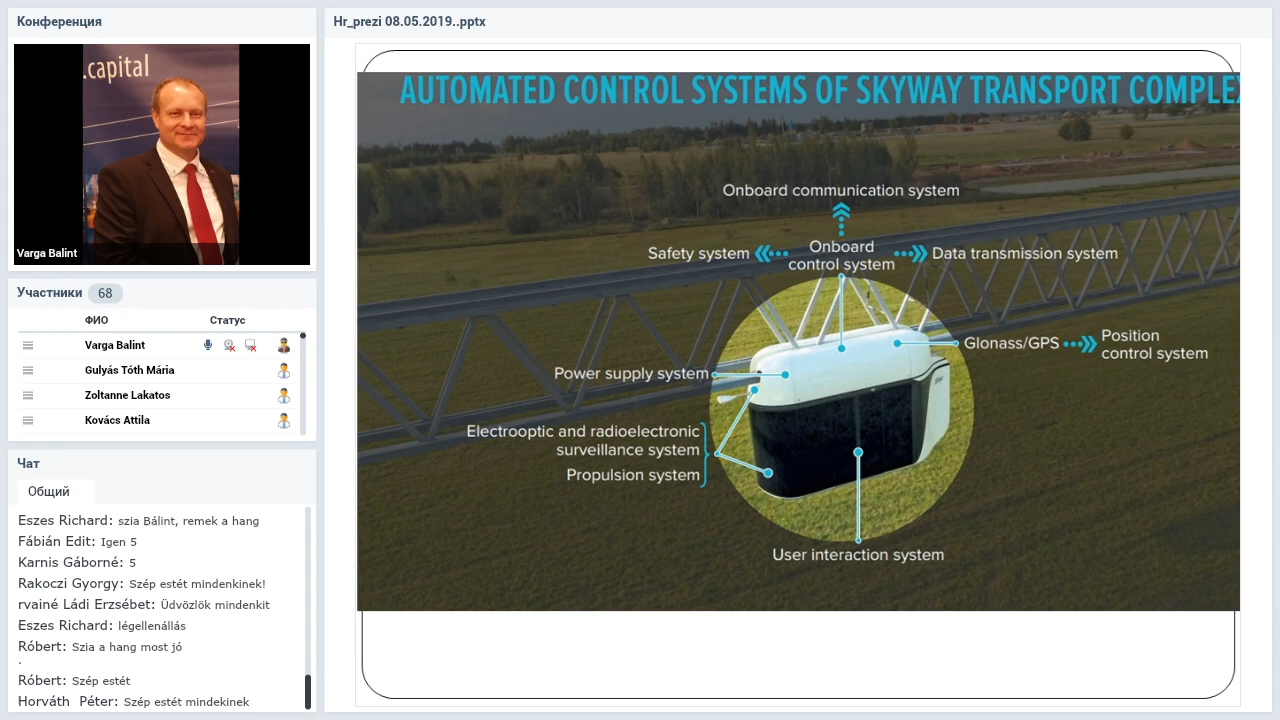 Конференция
.capital
Varga Balint
Участники 68
ФИО Статус
Varga Balint
Gulyás Tóth Mária
Zoltanne Lakatos
Kovács Attila
Чат
Общий
Eszes Richard: szia Bálint, remek a hang
Fábián Edit: Igen 5
Karnis Gáborné: 5
Rakoczi Gyorgy: Szép estét mindenkinek!
rvainé Ládi Erzsébet: Üdvözlök mindenkit
Eszes Richard: légellenállás
Róbert: Szia a hang most jó
.
Róbert: Szép estét
Horváth Péter: Szép estét mindekinek
Hr_prezi 08.05.2019..pptx
AUTOMATED CONTROL SYSTEMS OF SKYWAY TRANSPORT COMPLEX
Onboard communication system
Safety system
Onboard
control system
Data transmission system
Glonass/GPS
Position
control system
Power supply system
Electrooptic and radioelectronic
surveillance system
Propulsion system
User interaction system